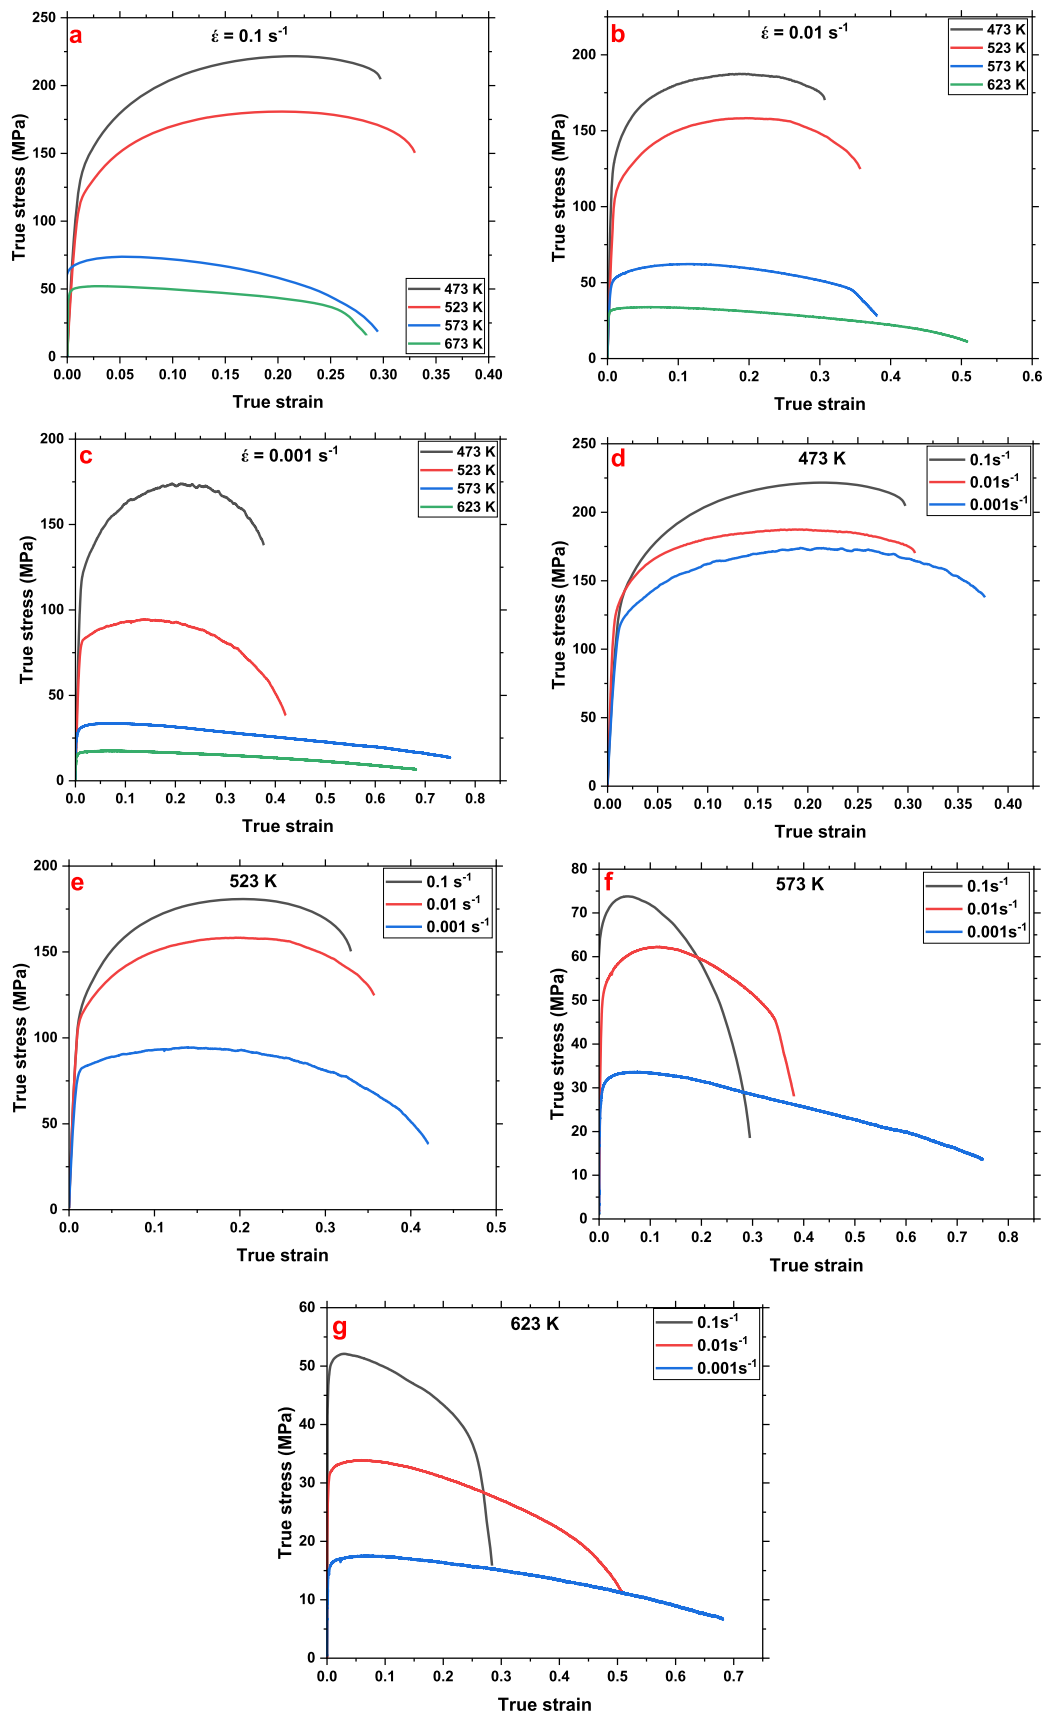 a
έ = 0.1 s-1
473 K
523 K
573 K
673 K
250
200
150
100
50
0
0.00 0.05 0.10 0.15 0.20 0.25 0.30 0.35 0.40
True stress (MPa)
True strain
b
έ = 0.01 s-1
473 K
523 K
573 K
623 K
200
150
100
50
0
0.0 0.1 0.2 0.3 0.4 0.5 0.6
True stress (MPa)
True strain
c
έ = 0.001 s-1
473 K
523 K
573 K
623 K
200
150
100
50
0
0.0 0.1 0.2 0.3 0.4 0.5 0.6 0.7 0.8
True stress (MPa)
True strain
d
473 K
0.1s-1
0.01s-1
0.001s-1
250
200
150
100
50
0
0.00 0.05 0.10 0.15 0.20 0.25 0.30 0.35 0.40
True stress (MPa)
True strain
e
523 K
0.1 s-1
0.01 s-1
0.001 s-1
200
150
100
50
0
0.0 0.1 0.2 0.3 0.4 0.5
True stress (MPa)
True strain
f
573 K
0.1s-1
0.01s-1
0.001s-1
80
70
60
50
40
30
20
10
0
0.0 0.1 0.2 0.3 0.4 0.5 0.6 0.7 0.8
True stress (MPa)
True strain
g
623 K
0.1s-1
0.01s-1
0.001s-1
60
50
40
30
20
10
0
0.0 0.1 0.2 0.3 0.4 0.5 0.6 0.7
True stress (MPa)
True strain